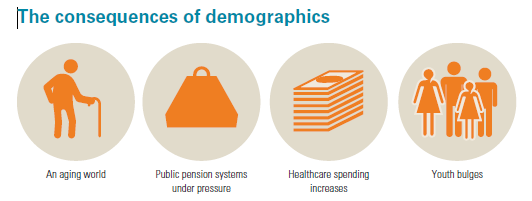 The consequences of demographics
An aging world
Public pension systems
under pressure
Healthcare spending
increases
Youth bulges